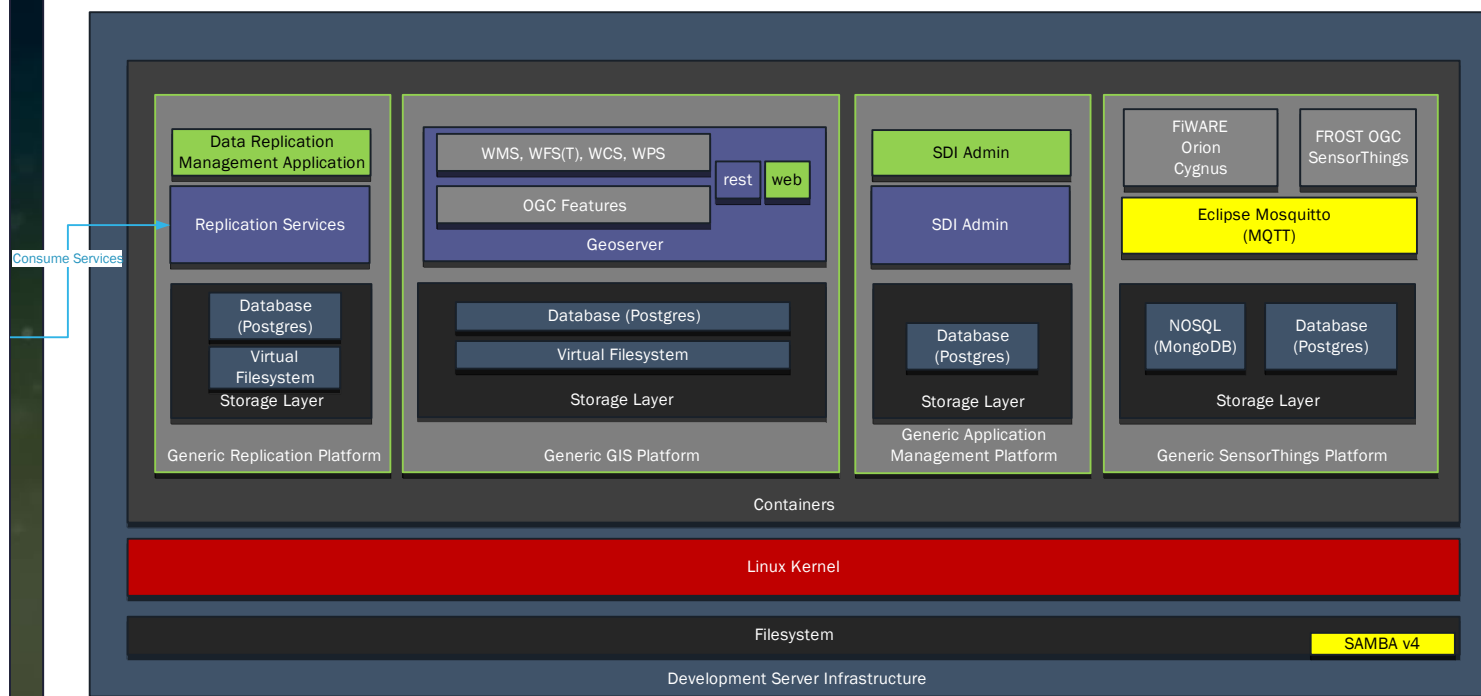 Consume Services
Data Replication
Management Application
Replication Services
Database
(Postgres)
Virtual
Filesystem
Storage Layer
Generic Replication Platform
WMS, WFS(T), WCS, WPS
OGC Features
rest
web
Geoserver
Database (Postgres)
Virtual Filesystem
Storage Layer
Generic GIS Platform
SDI Admin
SDI Admin
Database
(Postgres)
Storage Layer
Generic Application
Management Platform
FiWARE
Orion
Cygnus
FROST OGC
SensorThings
Eclipse Mosquitto
(MQTT)
NOSQL
(MongoDB)
Database
(Postgres)
Storage Layer
Generic SensorThings Platform
Containers
Linux Kernel
Filesystem
SAMBA v4
Development Server Infrastructure